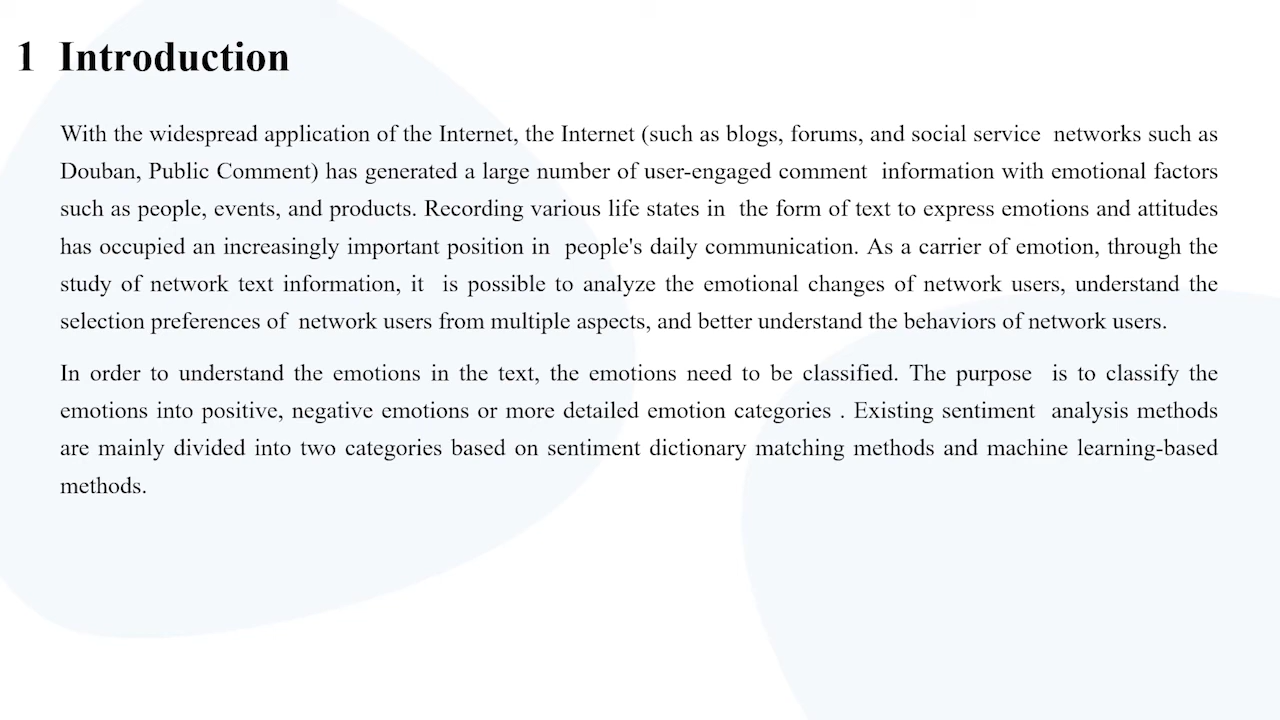 1 Introduction
With the widespread application of the Internet, the Internet (such as blogs, forums, and social service networks such as
Douban, Public Comment) has generated a large number of user-engaged comment information with emotional factors
such as people, events, and products. Recording various life states in the form of text to express emotions and attitudes
has occupied an increasingly important position in people's daily communication. As a carrier of emotion, through the
study of network text information, it is possible to analyze the emotional changes of network users, understand the
selection preferences of network users from multiple aspects, and better understand the behaviors of network users.
In order to understand the emotions in the text, the emotions need to be classified. The purpose is to classify the
emotions into positive, negative emotions or more detailed emotion categories . Existing sentiment analysis methods
are mainly divided into two categories based on sentiment dictionary matching methods and machine learning-based
methods.